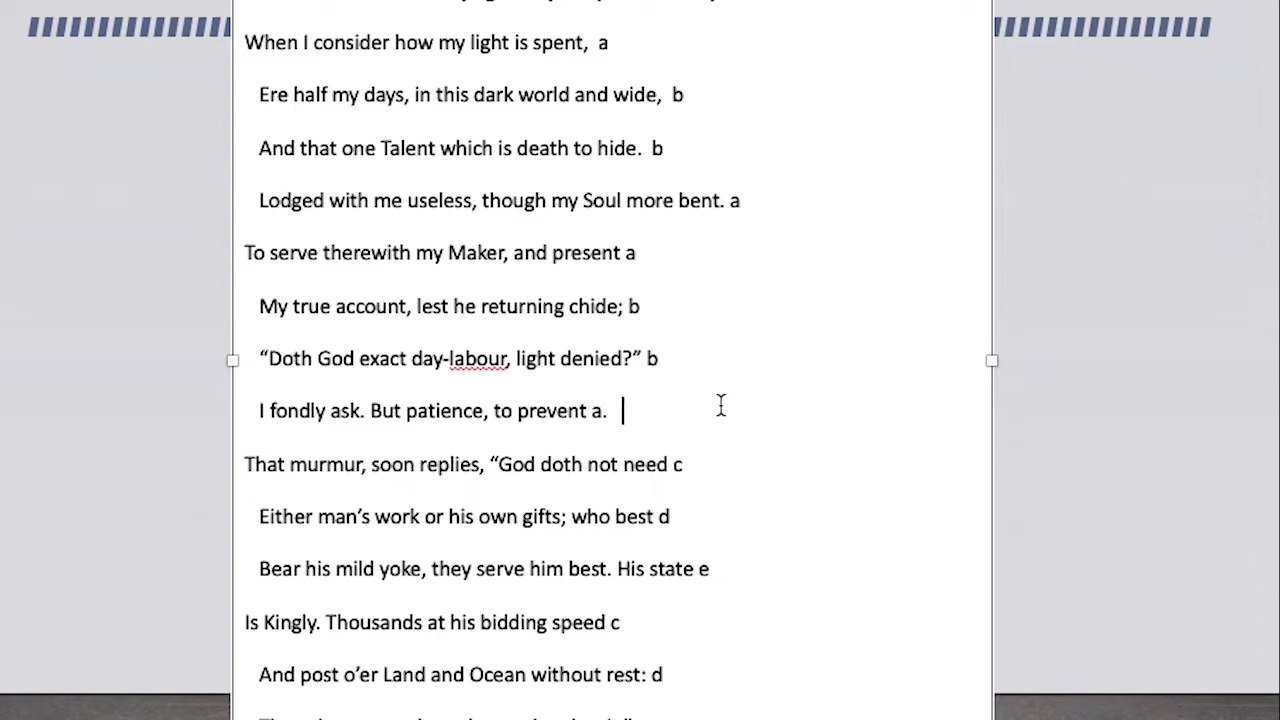 When I consider how my light is spent,  a
Ere half my days, in this dark world and wide,  b
And that one Talent which is death to hide.  b
Lodged with me useless, though my Soul more bent. a
To serve therewith my Maker, and present a
My true account, lest he returning chide; b
“Doth God exact day-labour, light denied?” b
I fondly ask. But patience, to prevent a.
That murmur, soon replies, “God doth not need c
Either man’s work or his own gifts; who best d
Bear his mild yoke, they serve him best. His state e
Is Kingly. Thousands at his bidding speed c
And post o’er Land and Ocean without rest: d